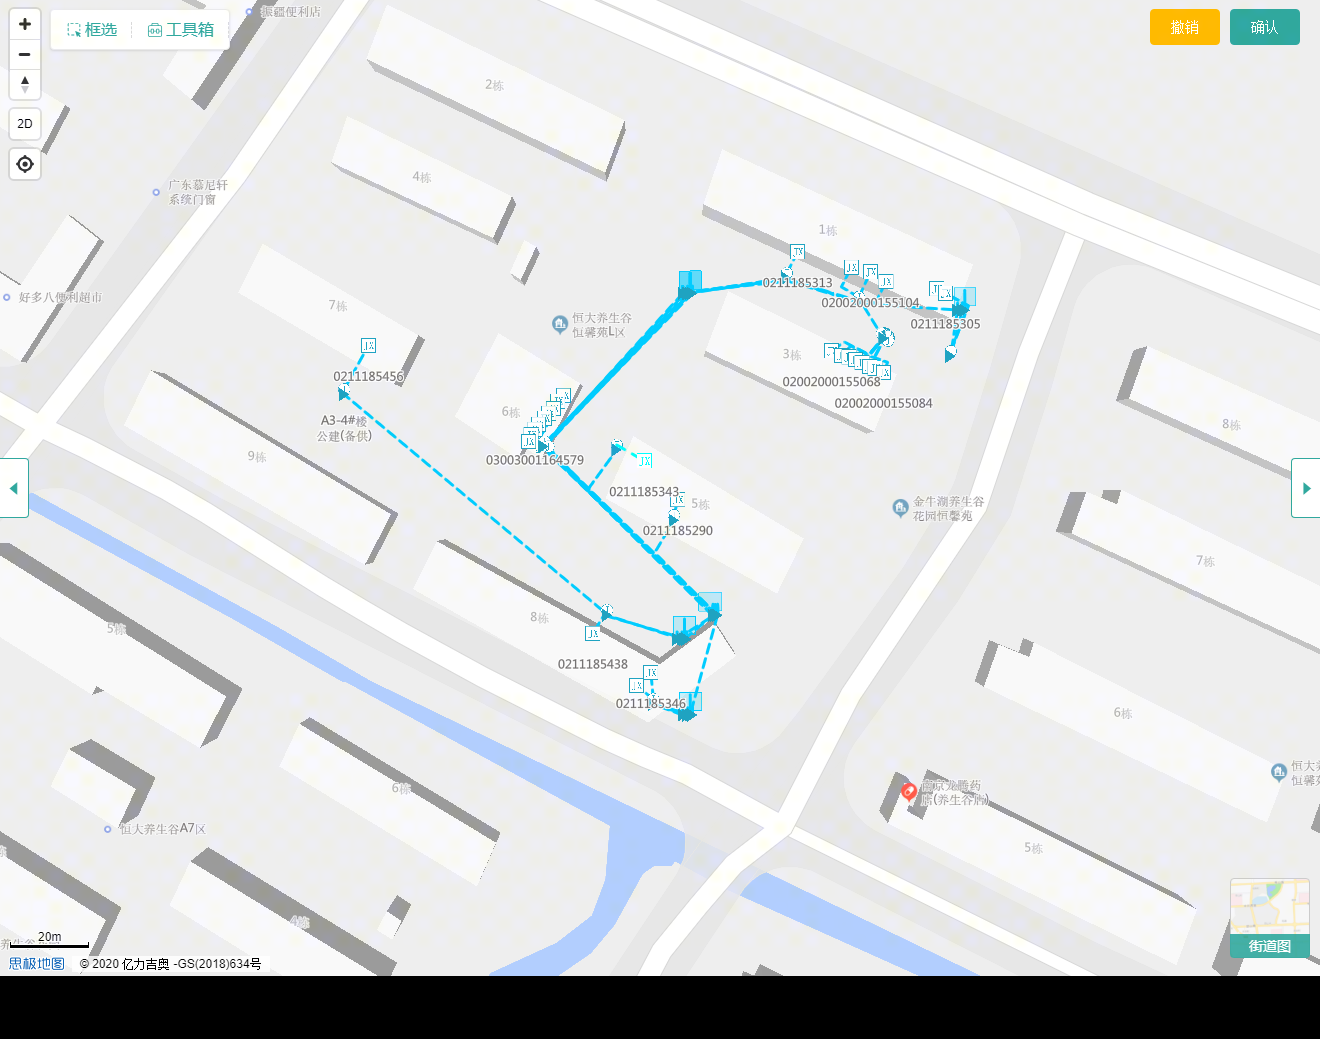 振疆便利店
框选
工具箱
撤销
确认
2栋
2D
4栋
广东慕尼轩
系统门窗
1栋
JX
0211185313
02002000155104
0211185305
好多八便利超市
7栋
恒大养生谷
恒馨苑L区
3栋
02002000155068
02002000155084
0211185456
A3-4#楼
公建(备供)
6栋
03003001164579
9栋
0211185343
5栋
0211185290
8栋
金牛湖养生谷
花园恒馨苑
7栋
8栋
0211185438
0211185346
5栋
6栋
6栋
恒大养生谷A7区
南京龙腾药
店(养生谷店)
5栋
4栋
20m
思极地图
© 2020 亿力吉奥 -GS(2018)634号
街道图